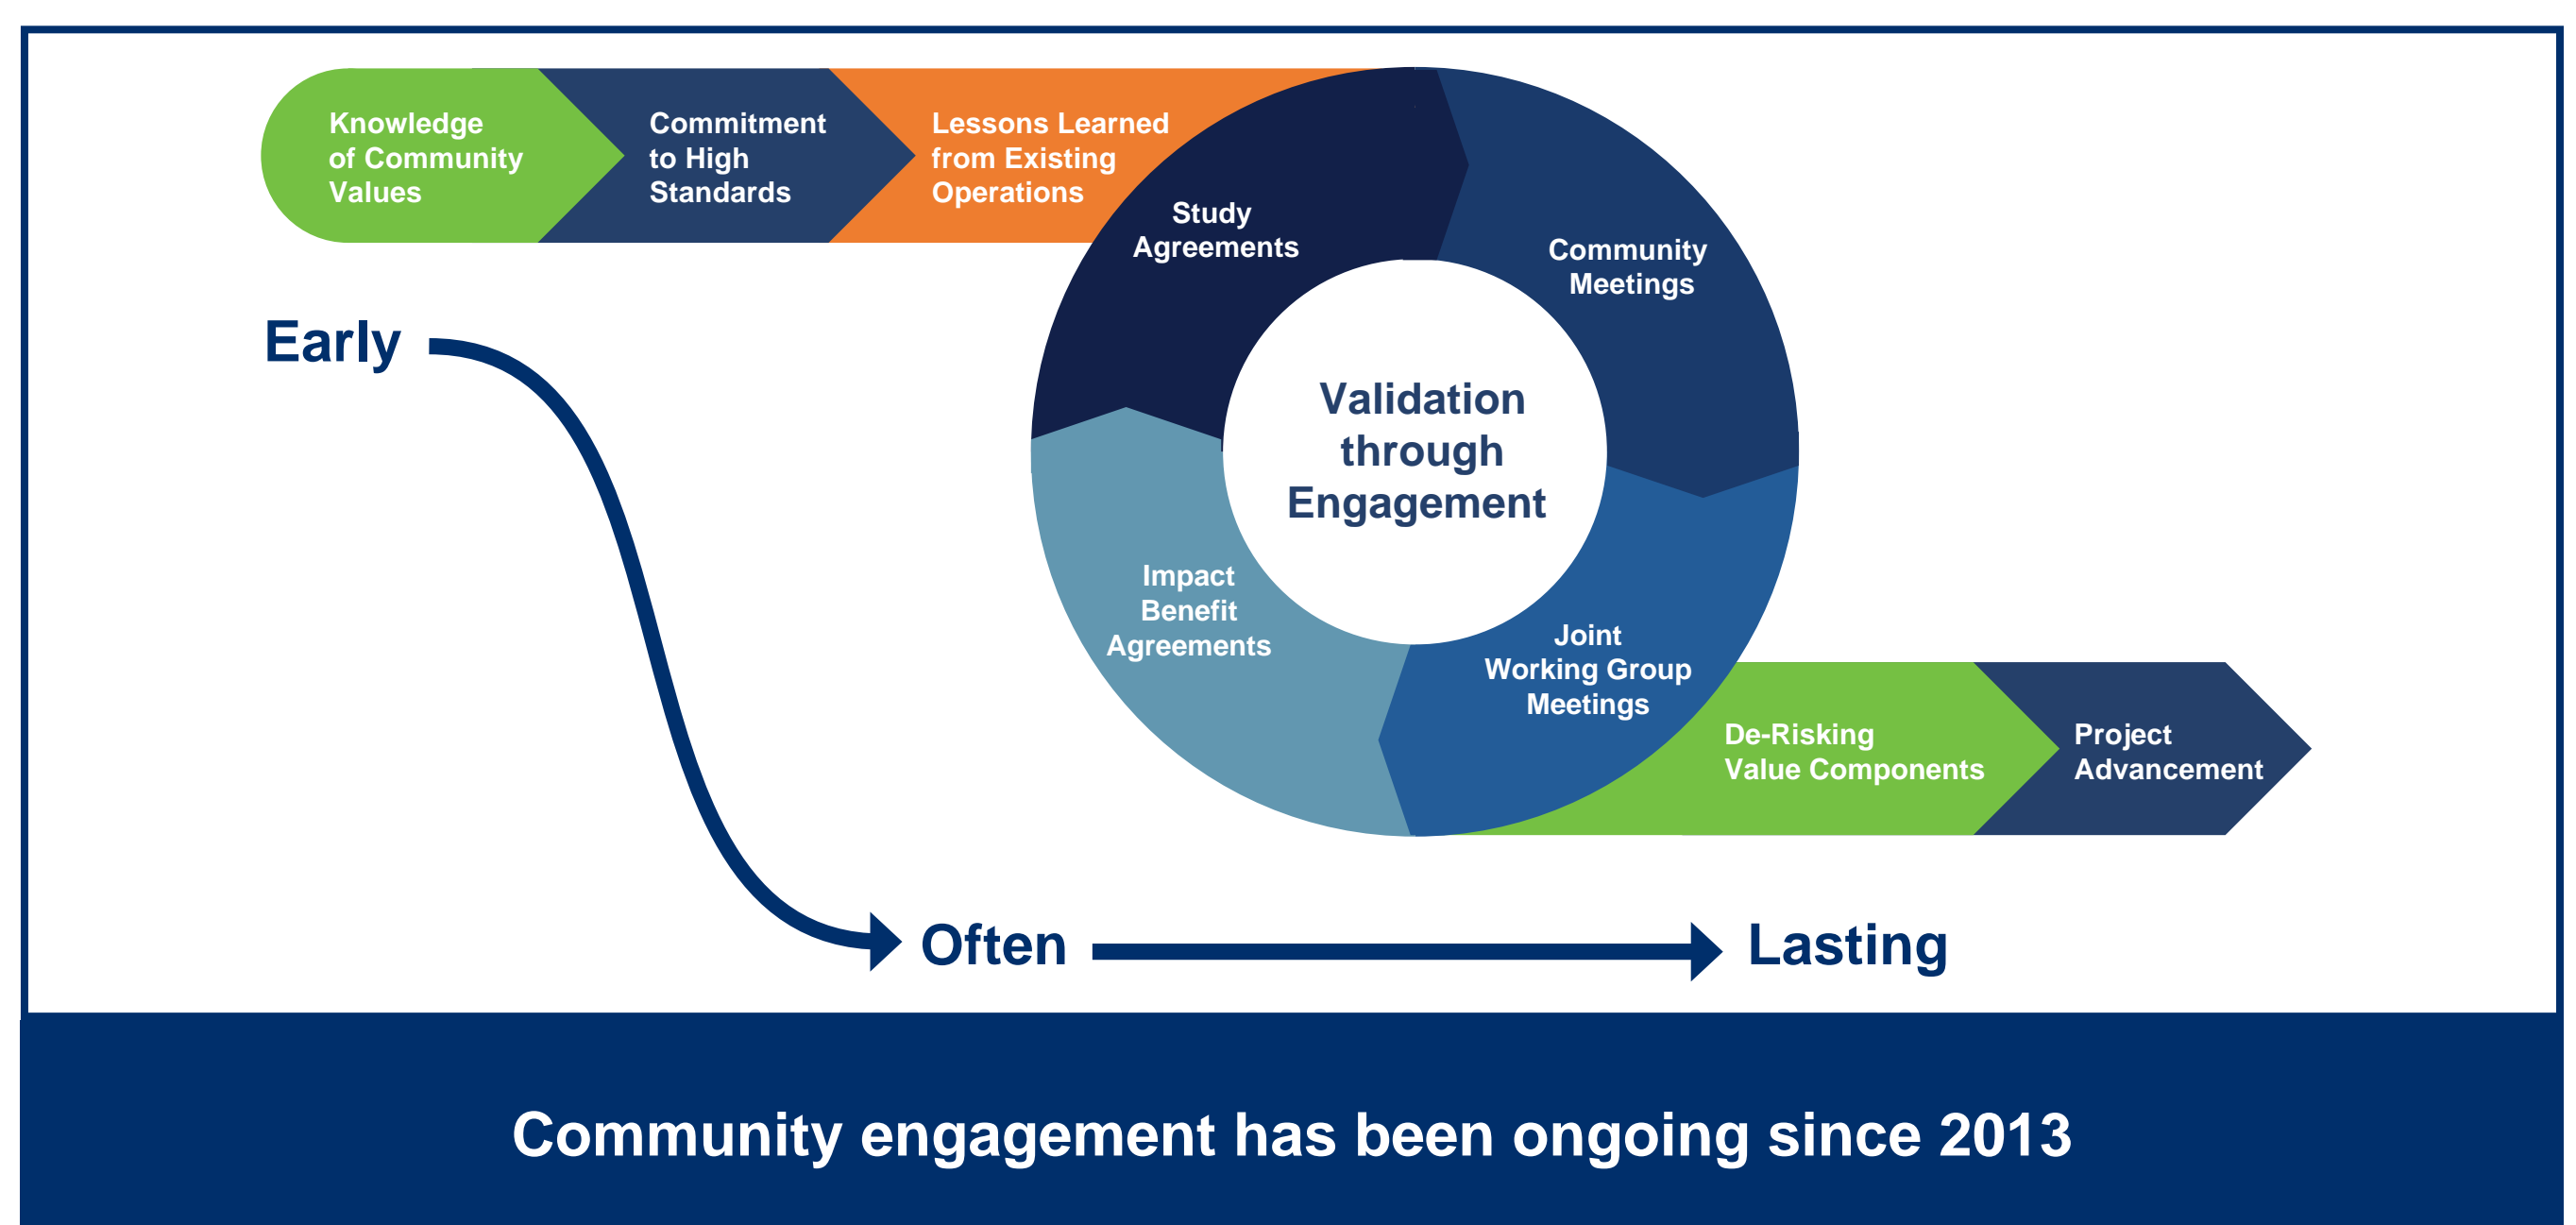 Knowledge
of Community
Values
Commitment
to High
Standards
Lessons Learned
from Existing
Operations
Study
Agreements
Community
Meetings
Early
Validation
through
Engagement
Impact
Benefit
Agreements
Joint
Working Group
Meetings
De-Risking
Value Components
Project
Advancement
Often
Lasting
Community engagement has been ongoing since 2013